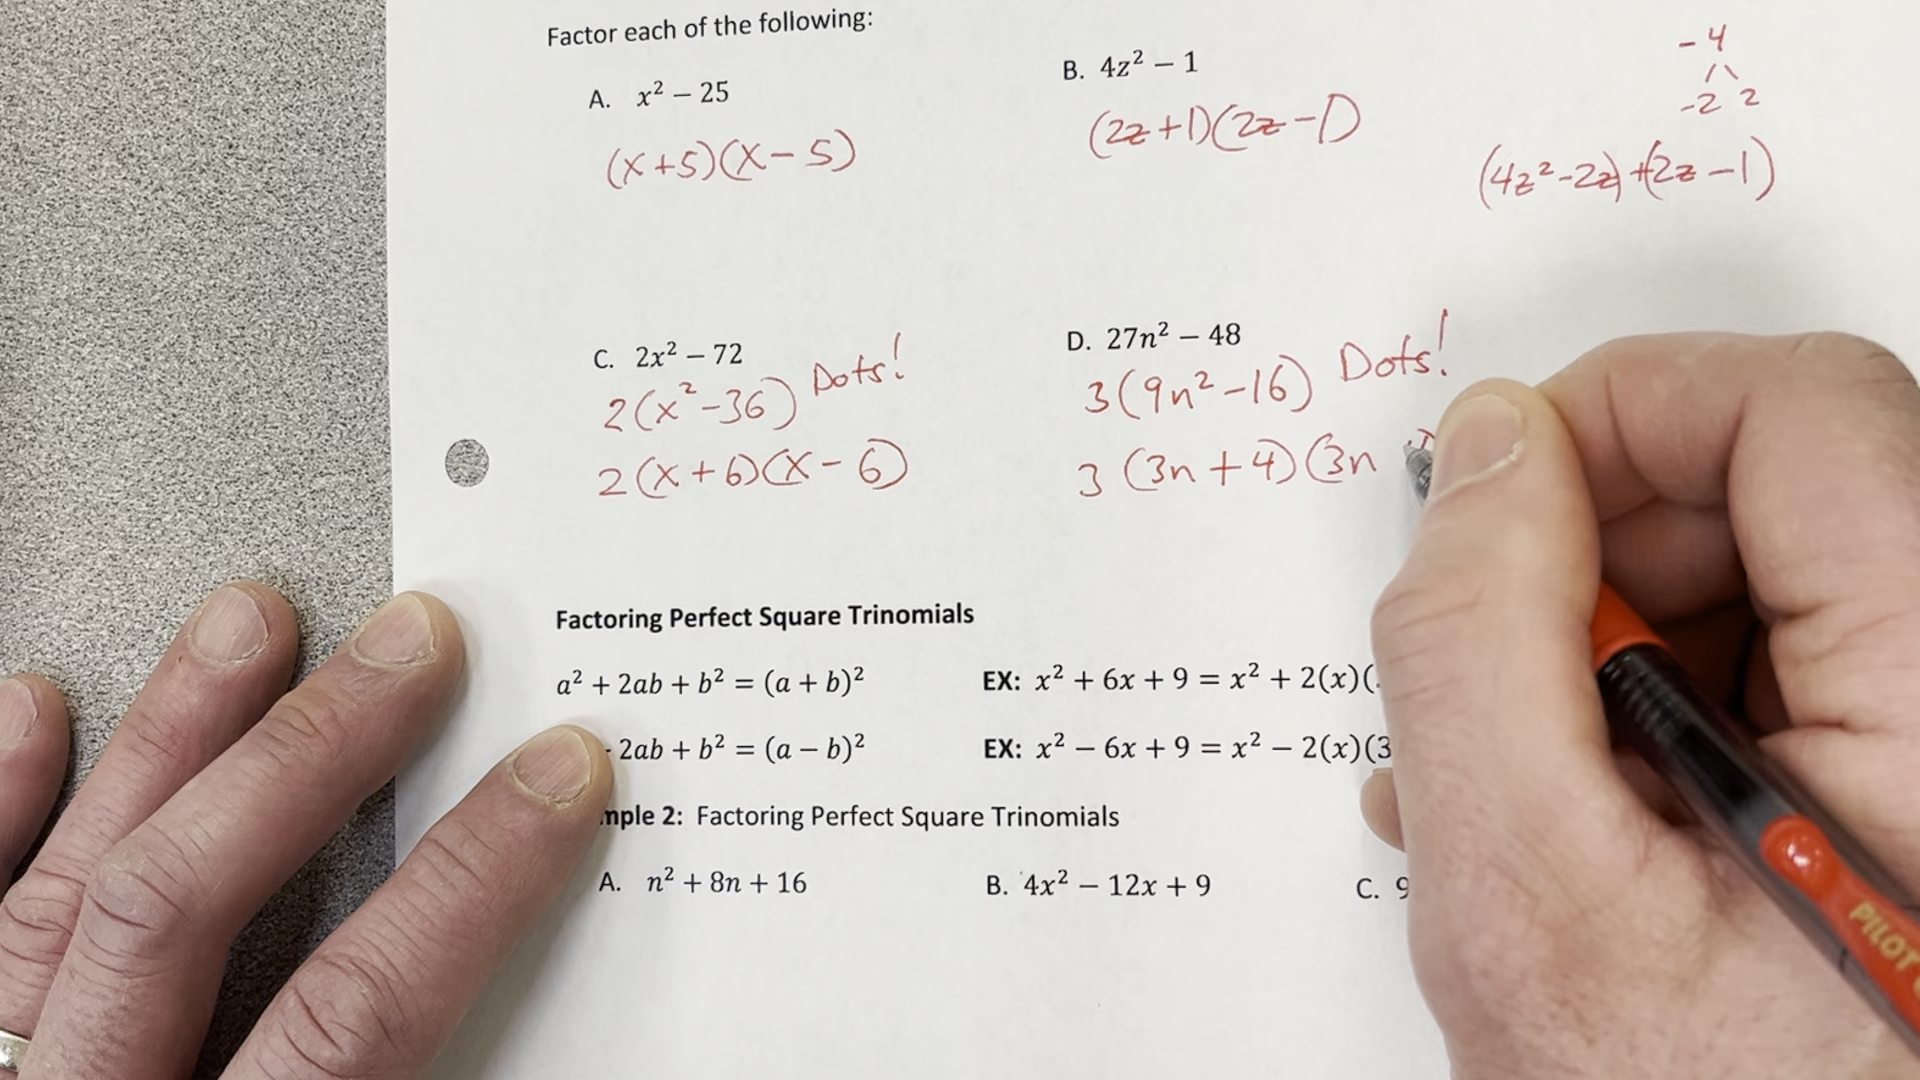 Factor each of the following:
A. x² − 25
(x+5)(x−5)
B. 4z² − 1
(2z+1)(2z−1)
−4
/\
−2 2
(4z²−2z)+(2z−1)
C. 2x² − 72
2(x²−36) Dots!
2(x+6)(x−6)
D. 27n² − 48
3(9n²−16) Dots!
3(3n+4)(3n
Factoring Perfect Square Trinomials
a² + 2ab + b² = (a + b)²
EX: x² + 6x + 9 = x² + 2(x)(
2ab + b² = (a − b)²
EX: x² − 6x + 9 = x² − 2(x)(3
mple 2: Factoring Perfect Square Trinomials
A. n² + 8n + 16
B. 4x² − 12x + 9
C. 9
PILOT